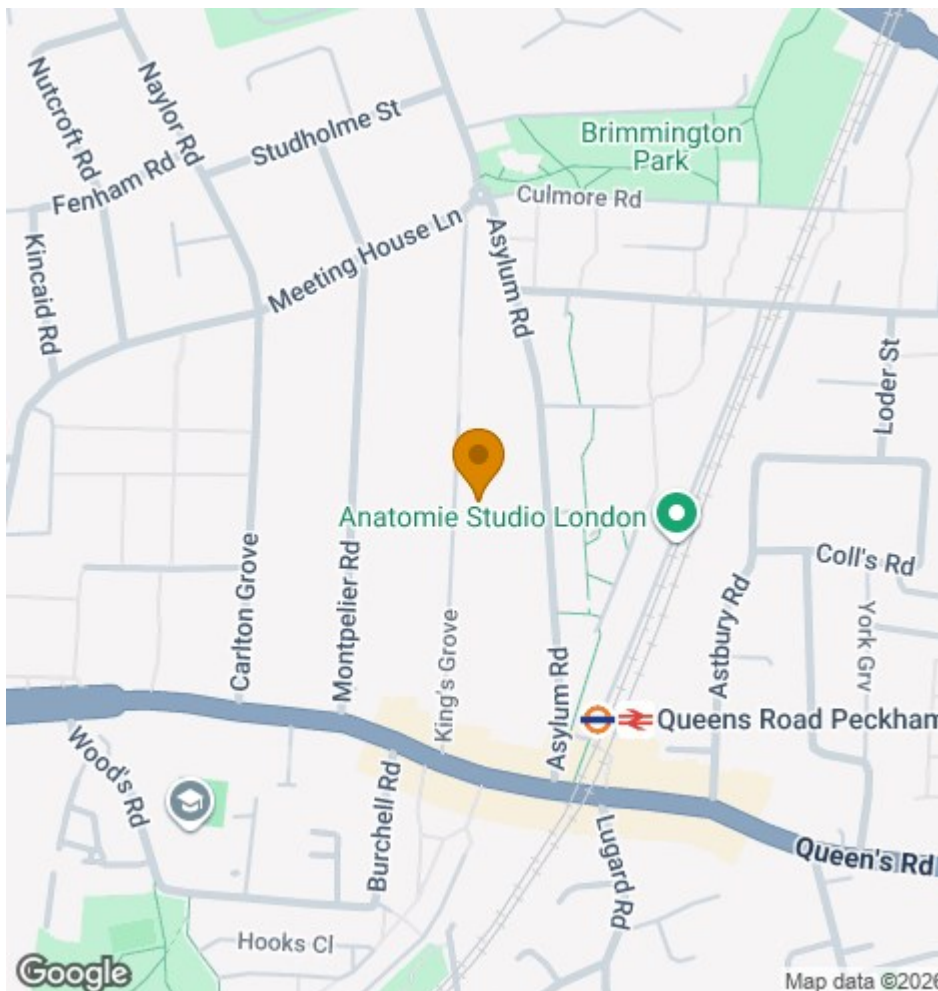 Nutcroft Rd
Naylor Rd
Studholme St
Fenham Rd
Brimmington
Park
Culmore Rd
Kincaid Rd
Meeting House Ln
Asylum Rd
Loder St
Anatomie Studio London
Coll's Rd
Carlton Grove
Montpelier Rd
King's Grove
Asylum Rd
Astbury Rd
York Grv
Queens Road Peckham
Wood's Rd
Burchell Rd
Lugard Rd
Queen's Rd
Hooks Cl
Google
Map data ©2026